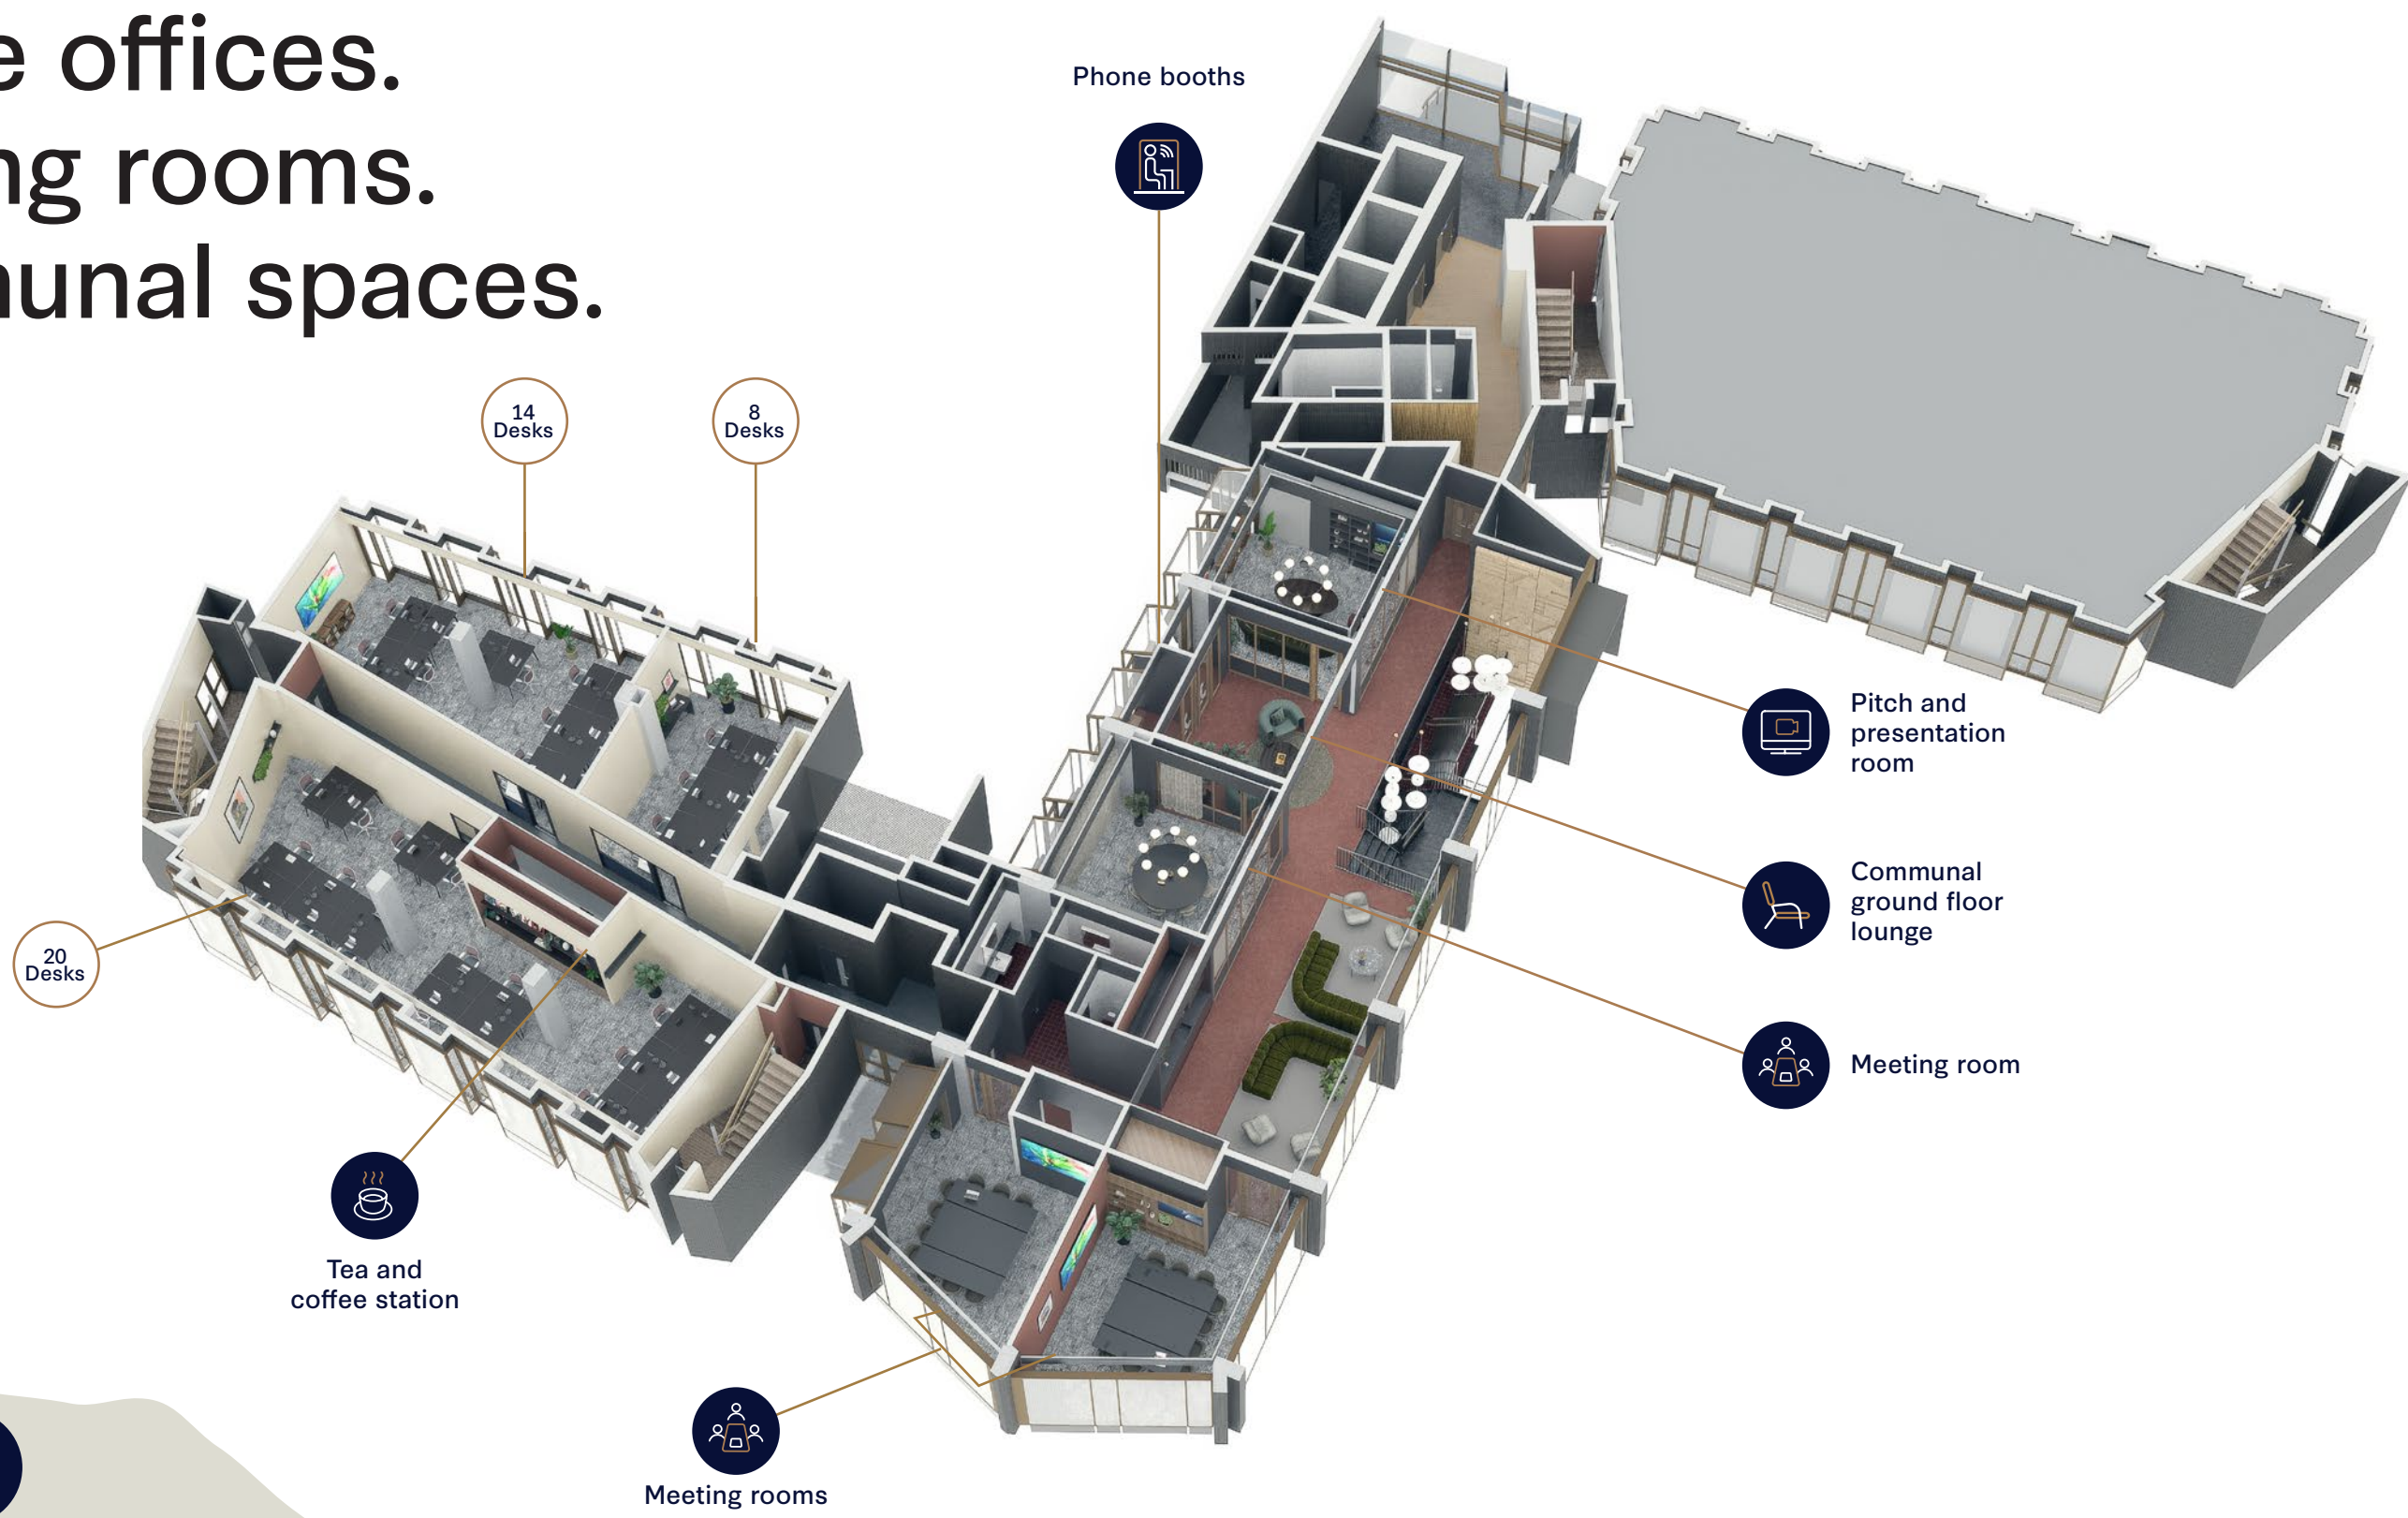 e offices.
ng rooms.
munal spaces.
Phone booths
14
Desks
8
Desks
Pitch and
presentation
room
Communal
ground floor
lounge
20
Desks
Meeting room
Tea and
coffee station
Meeting rooms